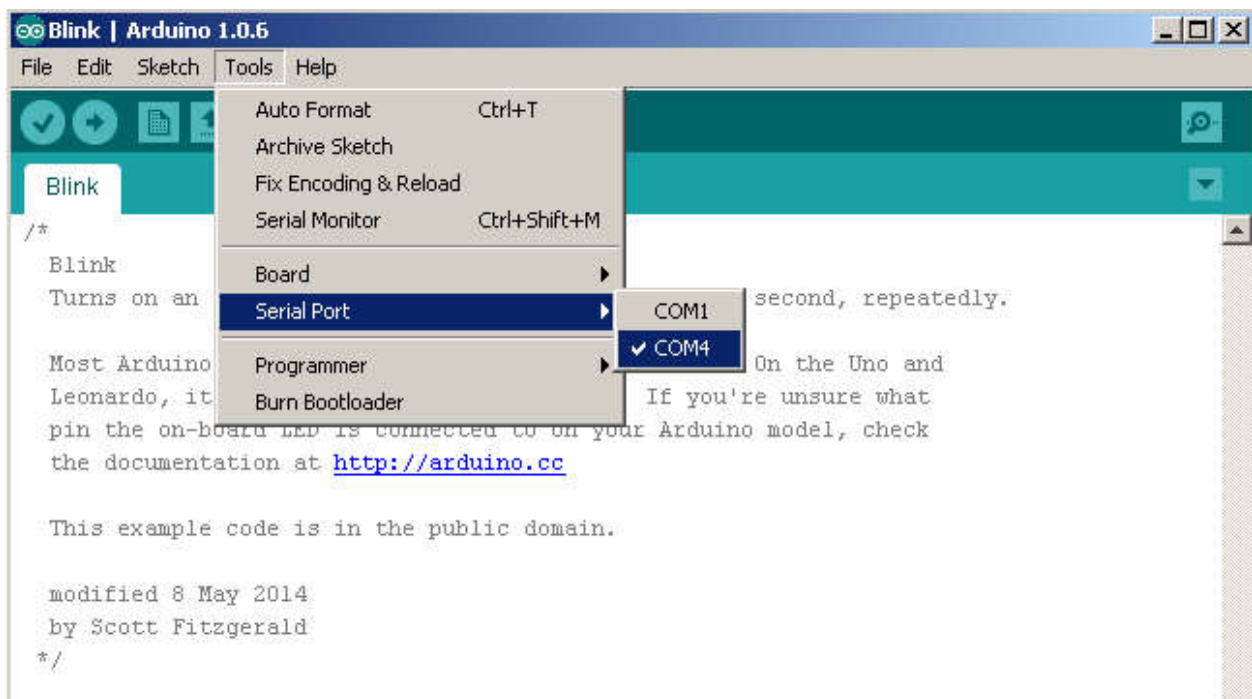 Blink | Arduino 1.0.6
File Edit Sketch Tools Help
Auto Format Ctrl+T
Archive Sketch
Fix Encoding & Reload
Serial Monitor Ctrl+Shift+M
Board
Serial Port
COM1
COM4
Programmer
Burn Bootloader
Blink
/*
Blink
Turns on an second, repeatedly.
Most Arduino On the Uno and
Leonardo, it If you're unsure what
pin the on-board LED is connected to on your Arduino model, check
the documentation at http://arduino.cc
This example code is in the public domain.
modified 8 May 2014
by Scott Fitzgerald
*/